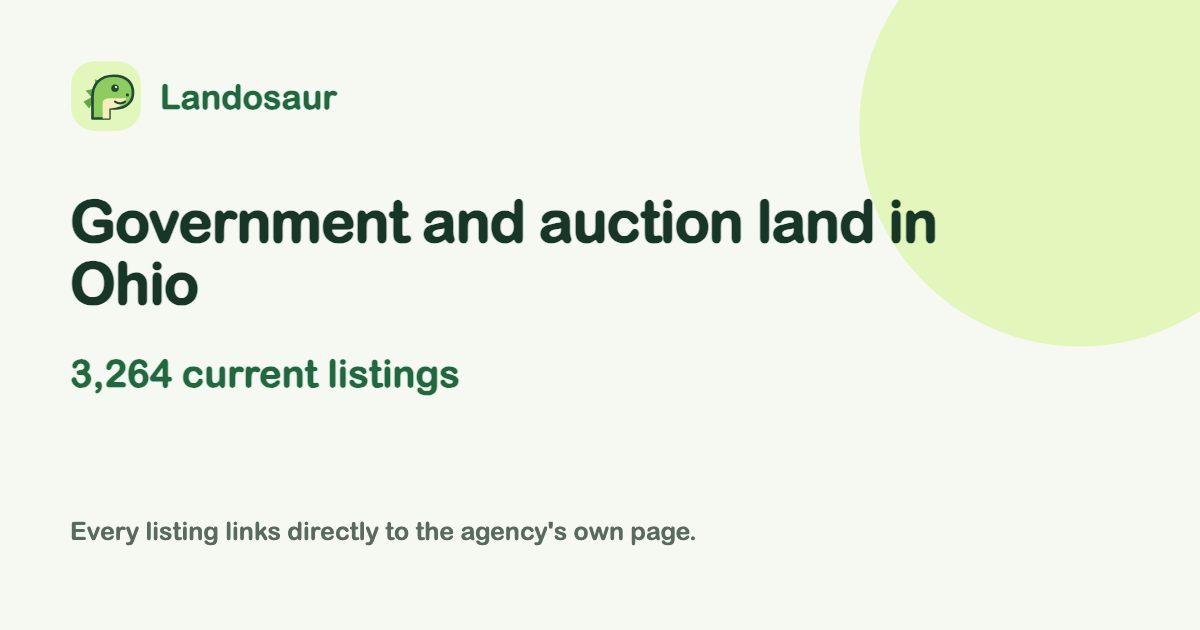 Landosaur
Government and auction land in
Ohio
3,264 current listings
Every listing links directly to the agency's own page.